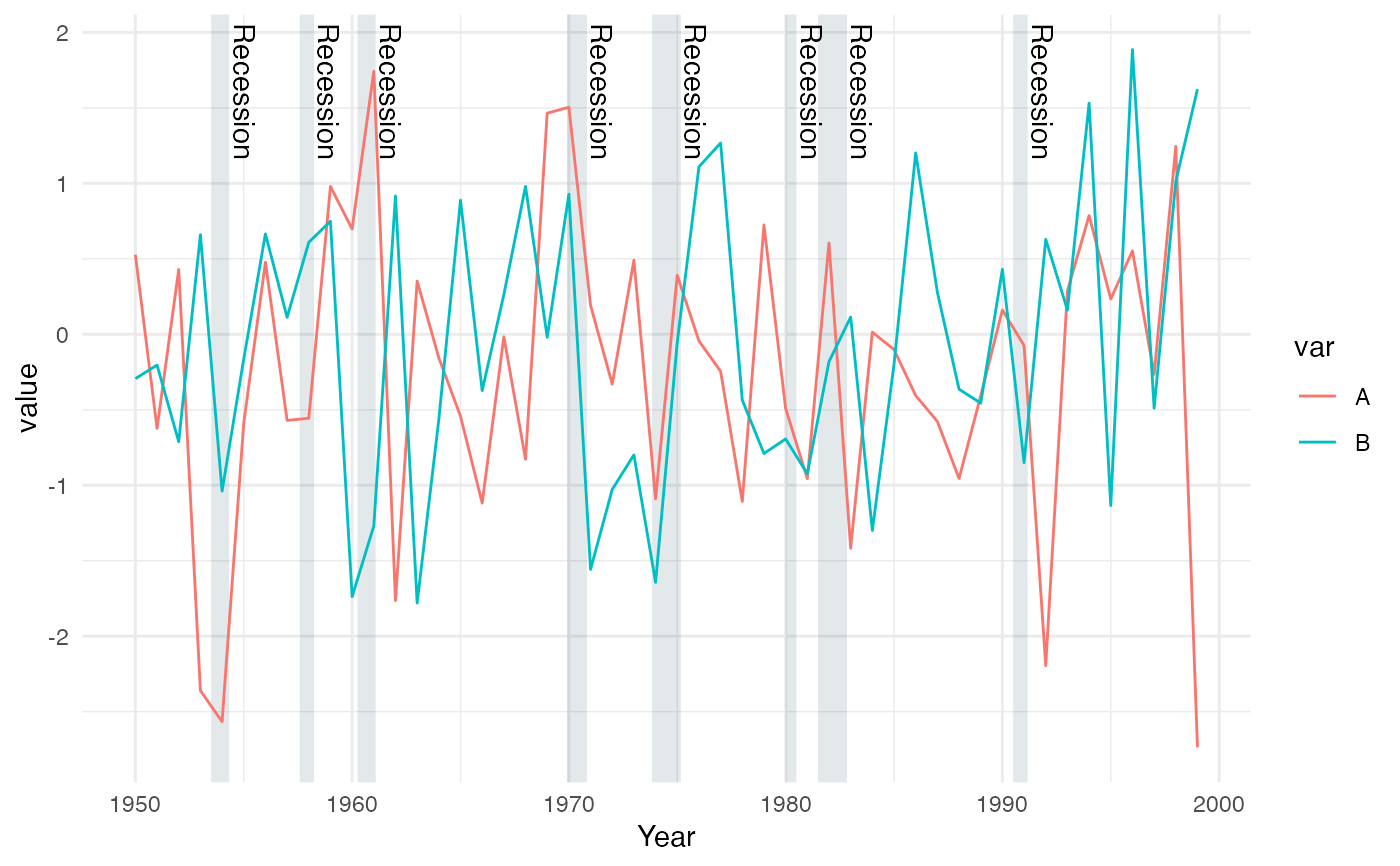 2
1
0
-1
-2
value
Recession
Recession
Recession
Recession
Recession
Recession
Recession
Recession
1950
1960
1970
1980
1990
2000
Year
var
A
B